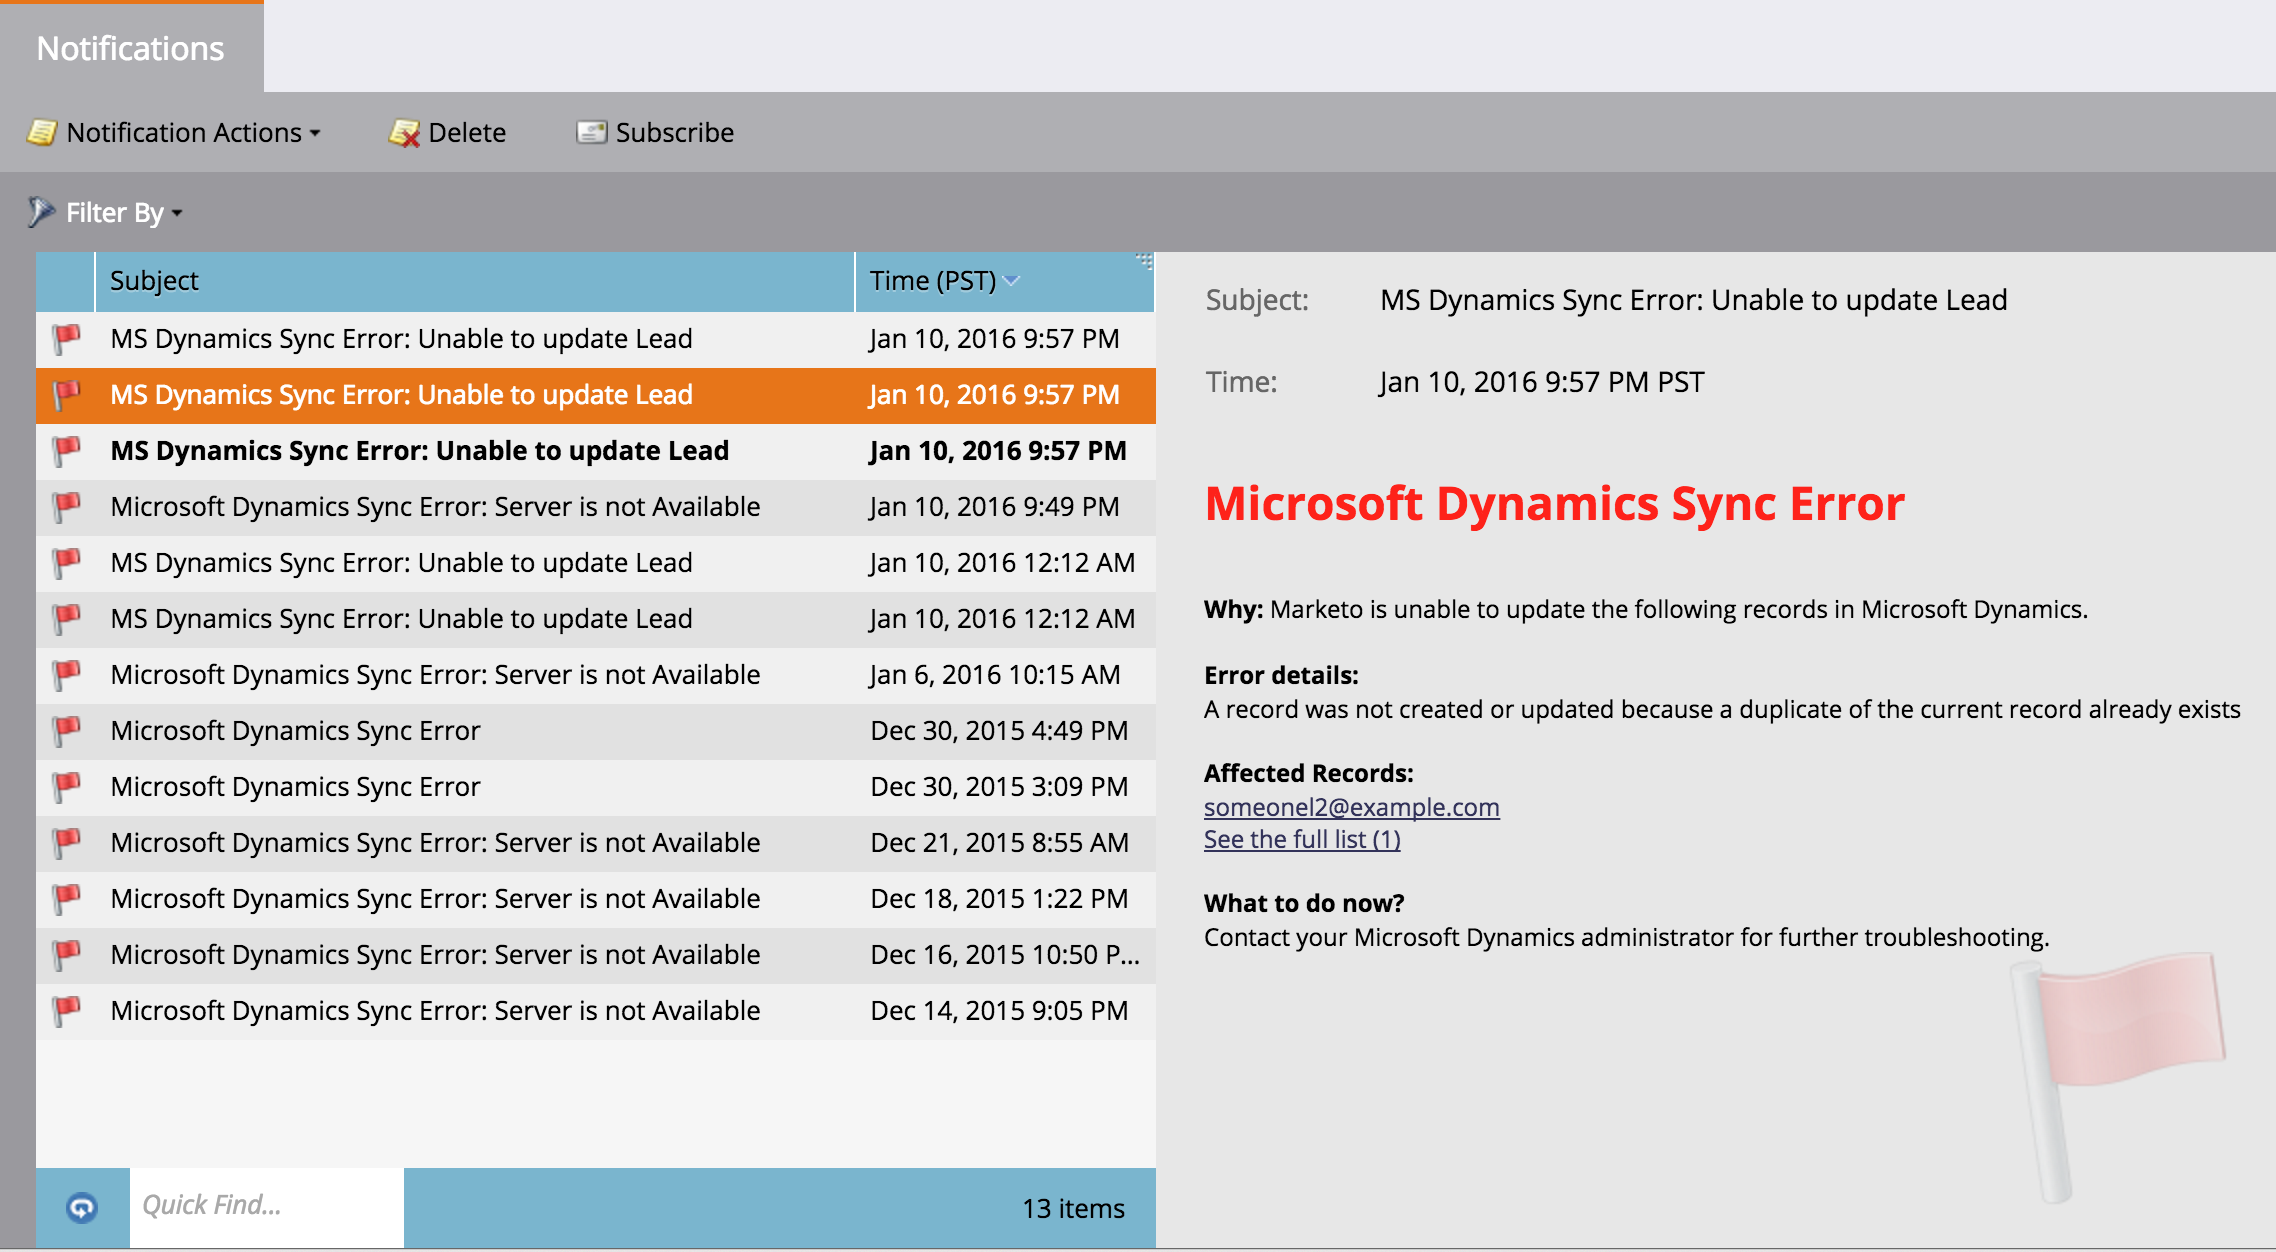 Notifications
Notification Actions Delete Subscribe
Filter By
Subject Time (PST)
MS Dynamics Sync Error: Unable to update Lead Jan 10, 2016 9:57 PM
MS Dynamics Sync Error: Unable to update Lead Jan 10, 2016 9:57 PM
MS Dynamics Sync Error: Unable to update Lead Jan 10, 2016 9:57 PM
Microsoft Dynamics Sync Error: Server is not Available Jan 10, 2016 9:49 PM
MS Dynamics Sync Error: Unable to update Lead Jan 10, 2016 12:12 AM
MS Dynamics Sync Error: Unable to update Lead Jan 10, 2016 12:12 AM
Microsoft Dynamics Sync Error: Server is not Available Jan 6, 2016 10:15 AM
Microsoft Dynamics Sync Error Dec 30, 2015 4:49 PM
Microsoft Dynamics Sync Error Dec 30, 2015 3:09 PM
Microsoft Dynamics Sync Error: Server is not Available Dec 21, 2015 8:55 AM
Microsoft Dynamics Sync Error: Server is not Available Dec 18, 2015 1:22 PM
Microsoft Dynamics Sync Error: Server is not Available Dec 16, 2015 10:50 P...
Microsoft Dynamics Sync Error: Server is not Available Dec 14, 2015 9:05 PM
Quick Find... 13 items
Subject: MS Dynamics Sync Error: Unable to update Lead
Time: Jan 10, 2016 9:57 PM PST
Microsoft Dynamics Sync Error
Why: Marketo is unable to update the following records in Microsoft Dynamics.
Error details:
A record was not created or updated because a duplicate of the current record already exists
Affected Records:
someonel2@example.com
See the full list (1)
What to do now?
Contact your Microsoft Dynamics administrator for further troubleshooting.